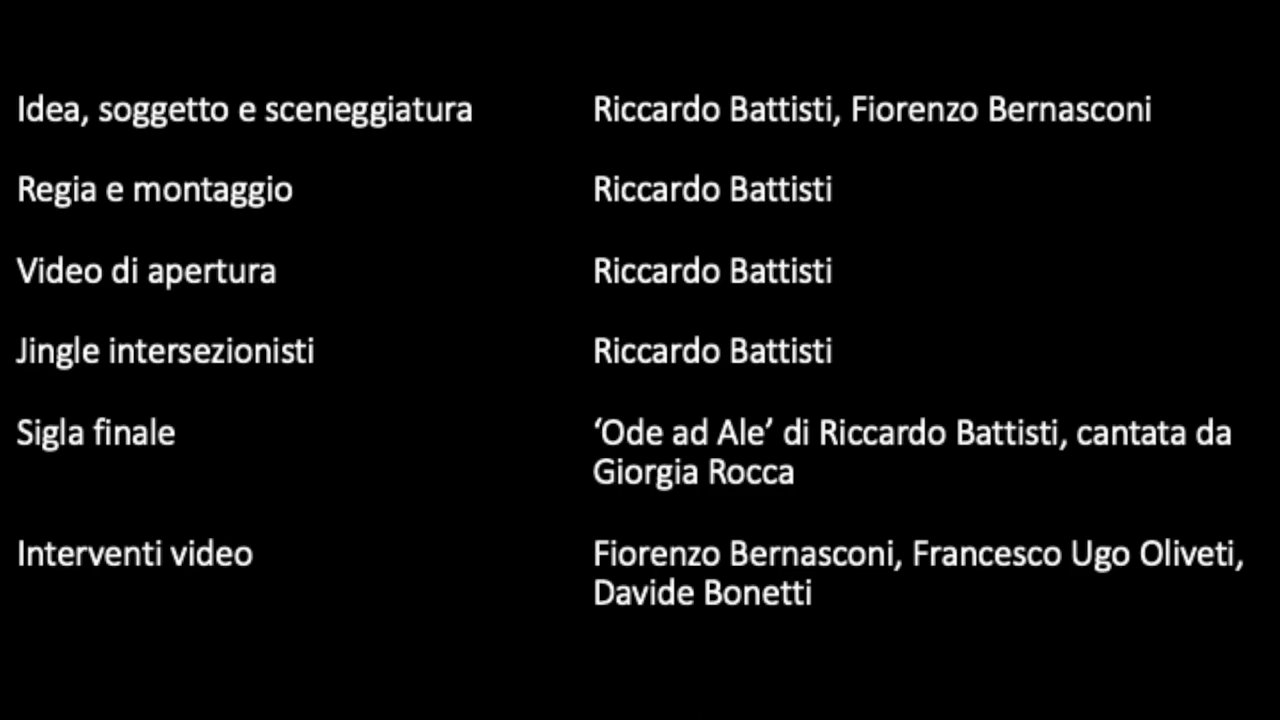 Idea, soggetto e sceneggiatura Riccardo Battisti, Fiorenzo Bernasconi
Regia e montaggio Riccardo Battisti
Video di apertura Riccardo Battisti
Jingle intersezionisti Riccardo Battisti
Sigla finale ‘Ode ad Ale’ di Riccardo Battisti, cantata da
Giorgia Rocca
Interventi video Fiorenzo Bernasconi, Francesco Ugo Oliveti,
Davide Bonetti